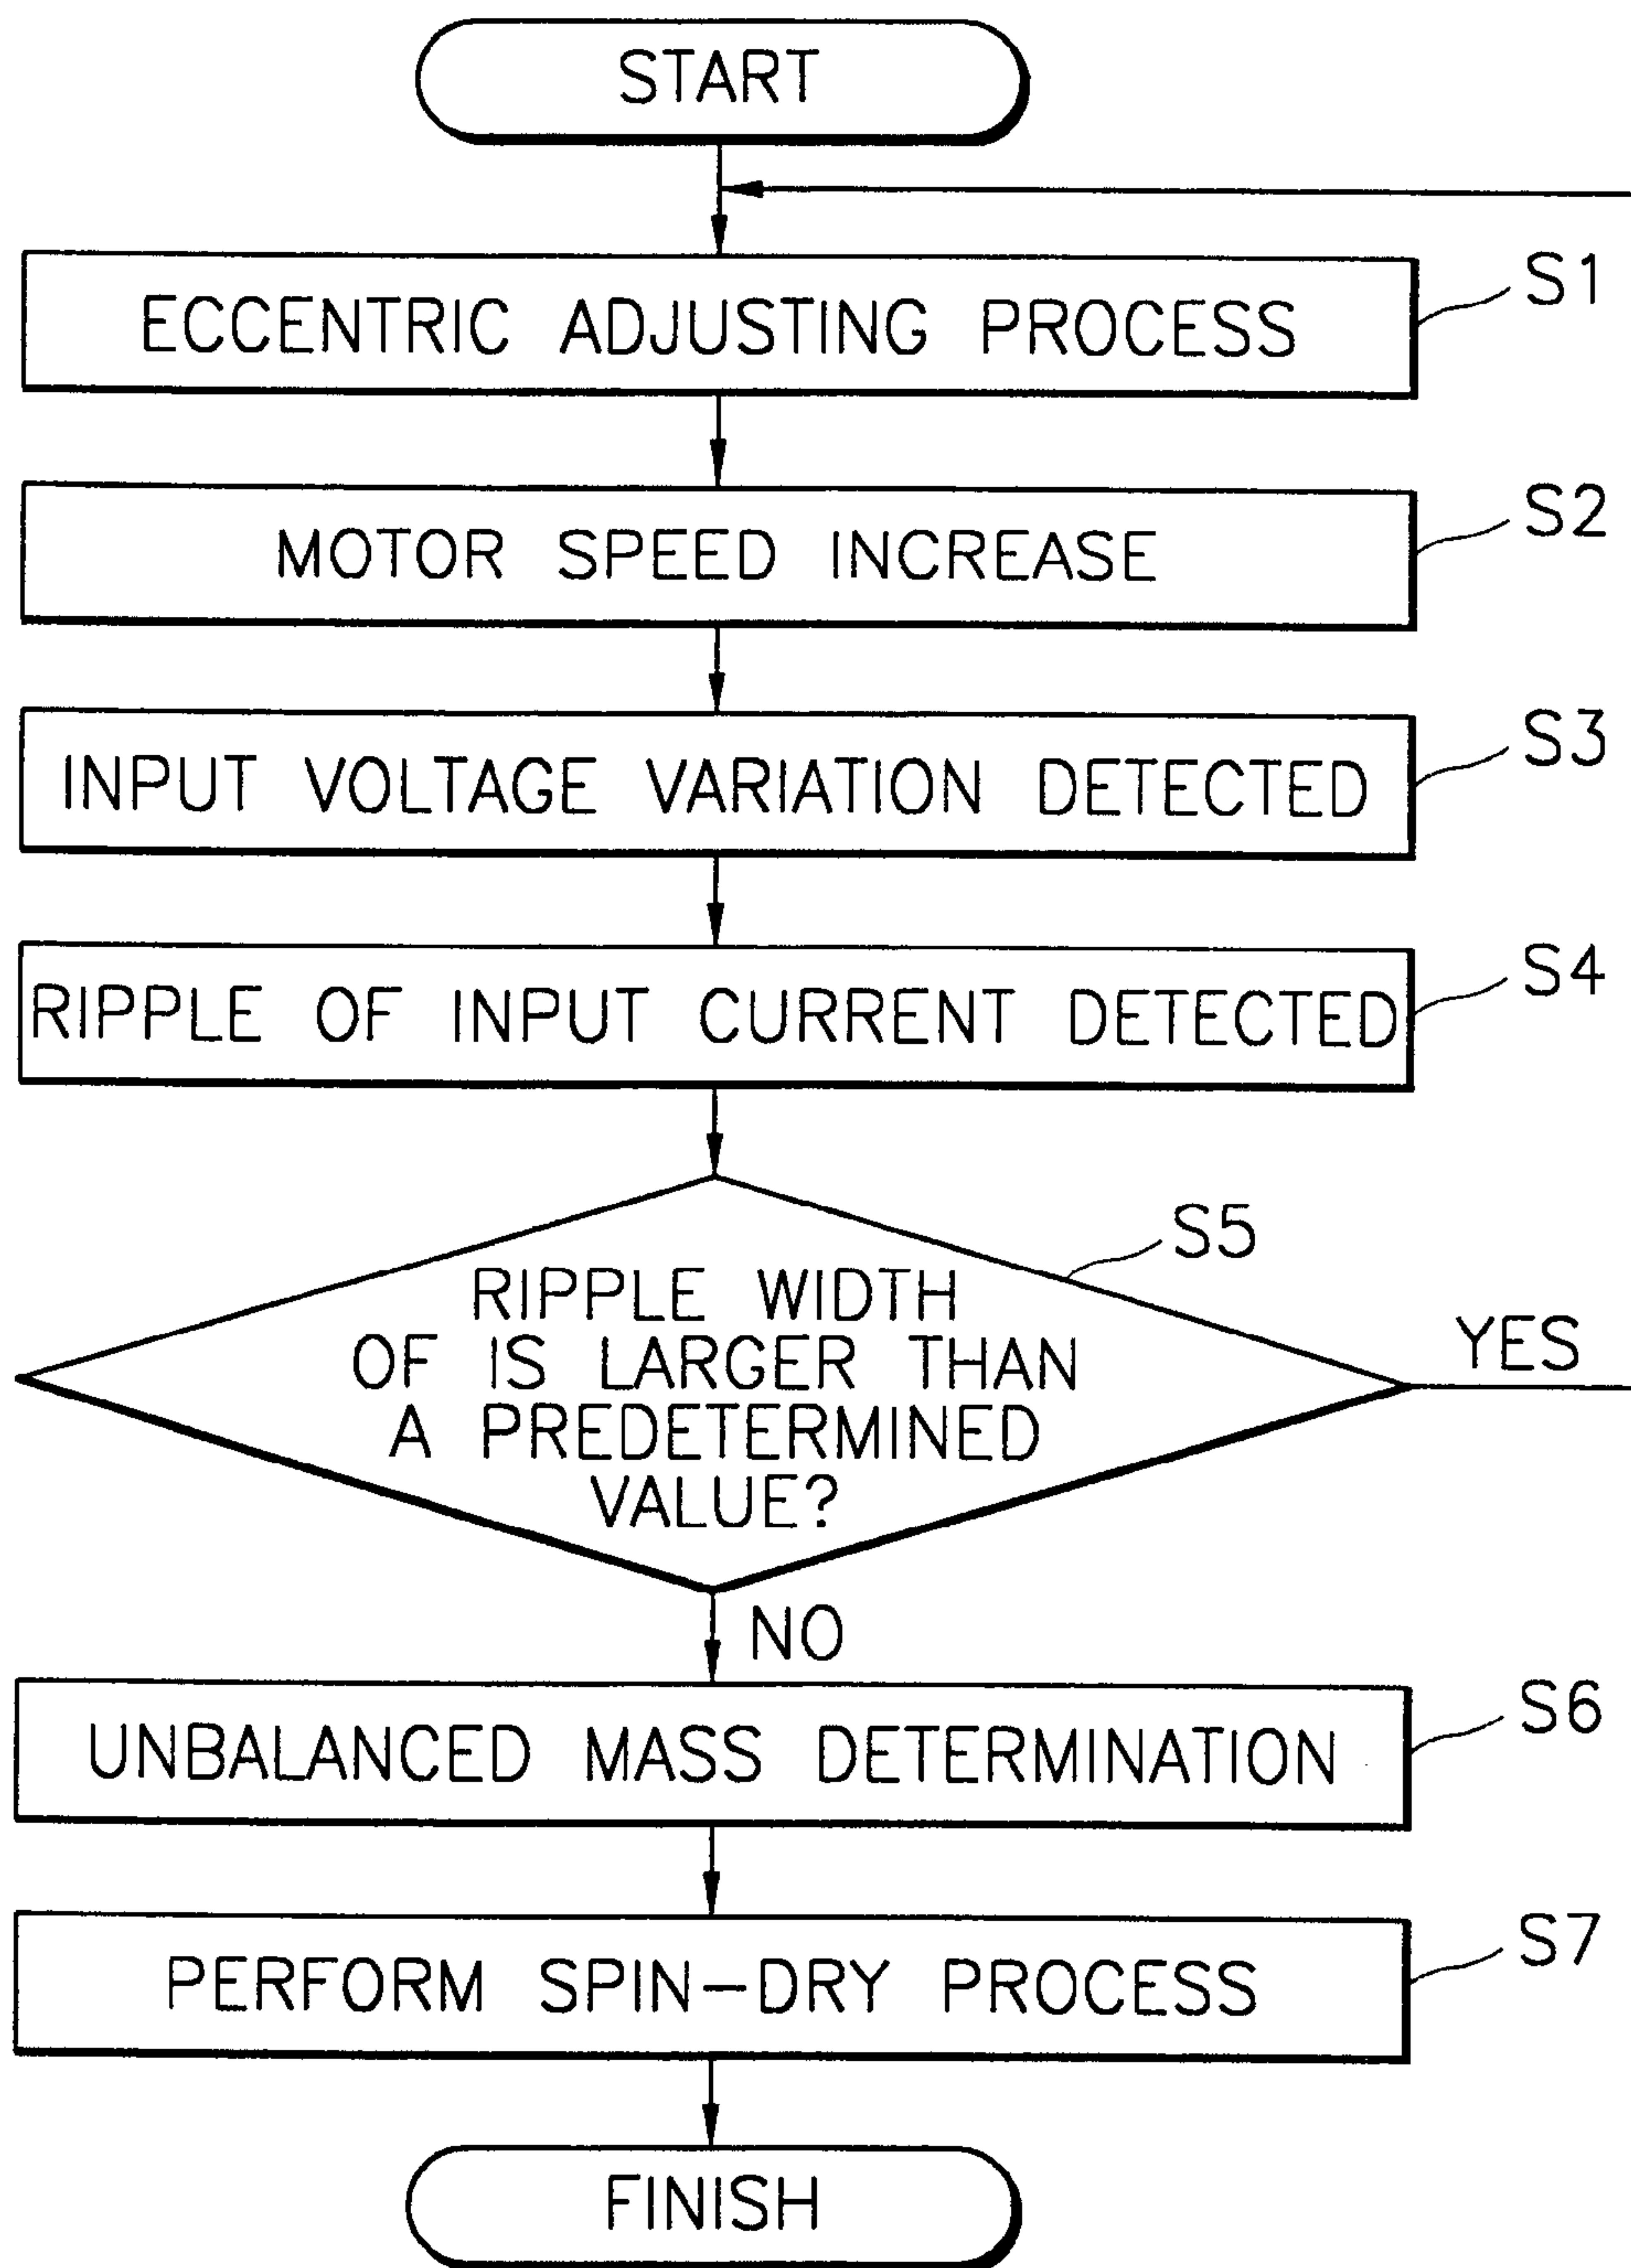 START
ECCENTRIC ADJUSTING PROCESS
S1
MOTOR SPEED INCREASE
S2
INPUT VOLTAGE VARIATION DETECTED
S3
RIPPLE OF INPUT CURRENT DETECTED
S4
S5
RIPPLE WIDTH
OF IS LARGER THAN
A PREDETERMINED
VALUE?
YES
NO
UNBALANCED MASS DETERMINATION
S6
PERFORM SPIN-DRY PROCESS
S7
FINISH